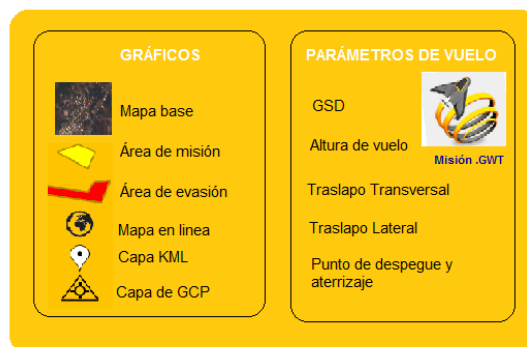 GRÁFICOS
Mapa base
Área de misión
Área de evasión
Mapa en linea
Capa KML
Capa de GCP
PARÁMETROS DE VUELO
GSD
Altura de vuelo
Misión .GWT
Traslapo Transversal
Traslapo Lateral
Punto de despegue y
aterrizaje